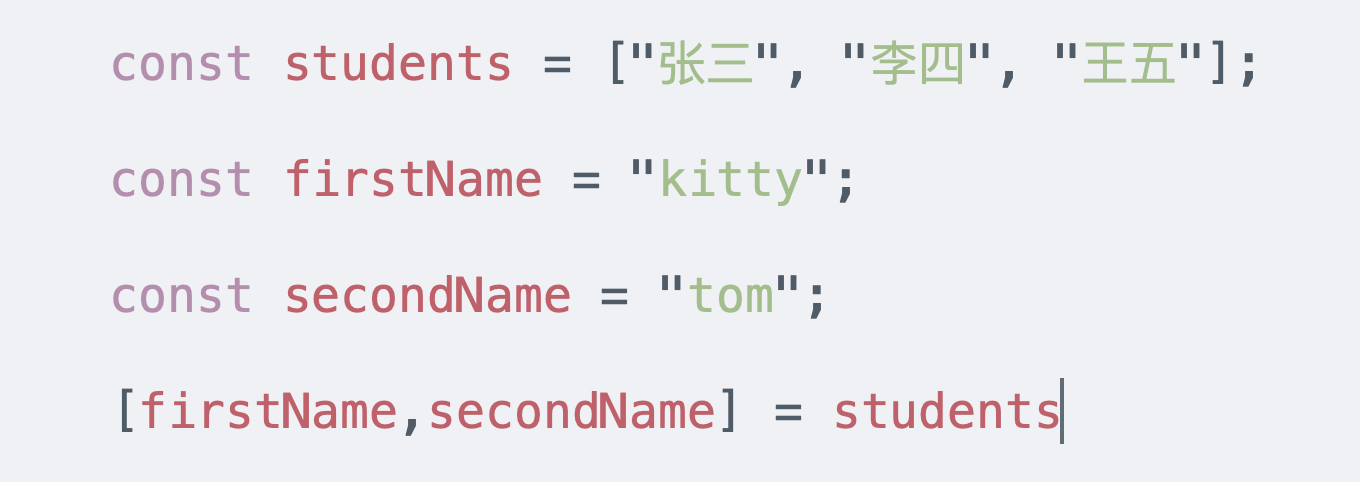 const students = ["张三", "李四", "王五"];
const firstName = "kitty";
const secondName = "tom";
[firstName,secondName] = students